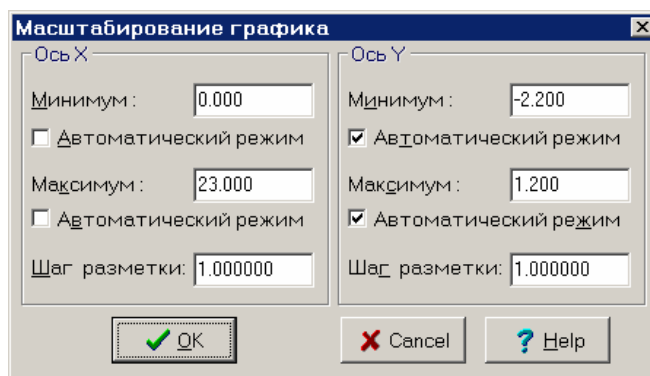 Масштабирование графика
Ось X
Минимум : 0.000
Автоматический режим
Максимум : 23.000
Автоматический режим
Шаг разметки: 1.000000
Ось Y
Минимум : -2.200
Автоматический режим
Максимум : 1.200
Автоматический режим
Шаг разметки: 1.000000
OK Cancel Help